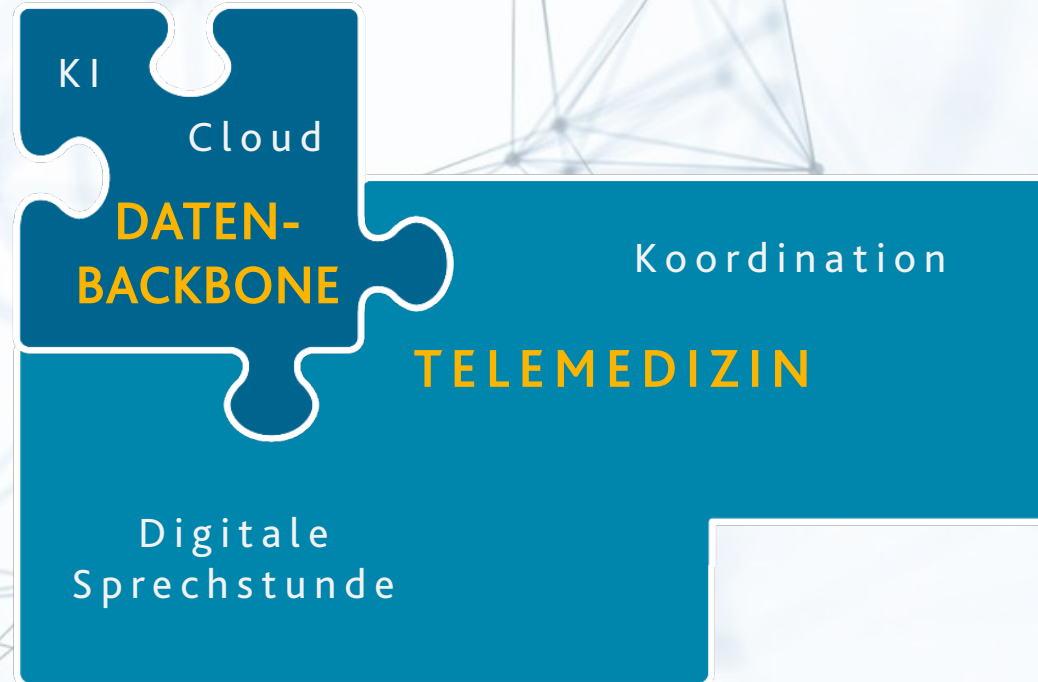 KI
Cloud
DATEN-
BACKBONE
Koordination
TELEMEDIZIN
Digitale
Sprechstunde